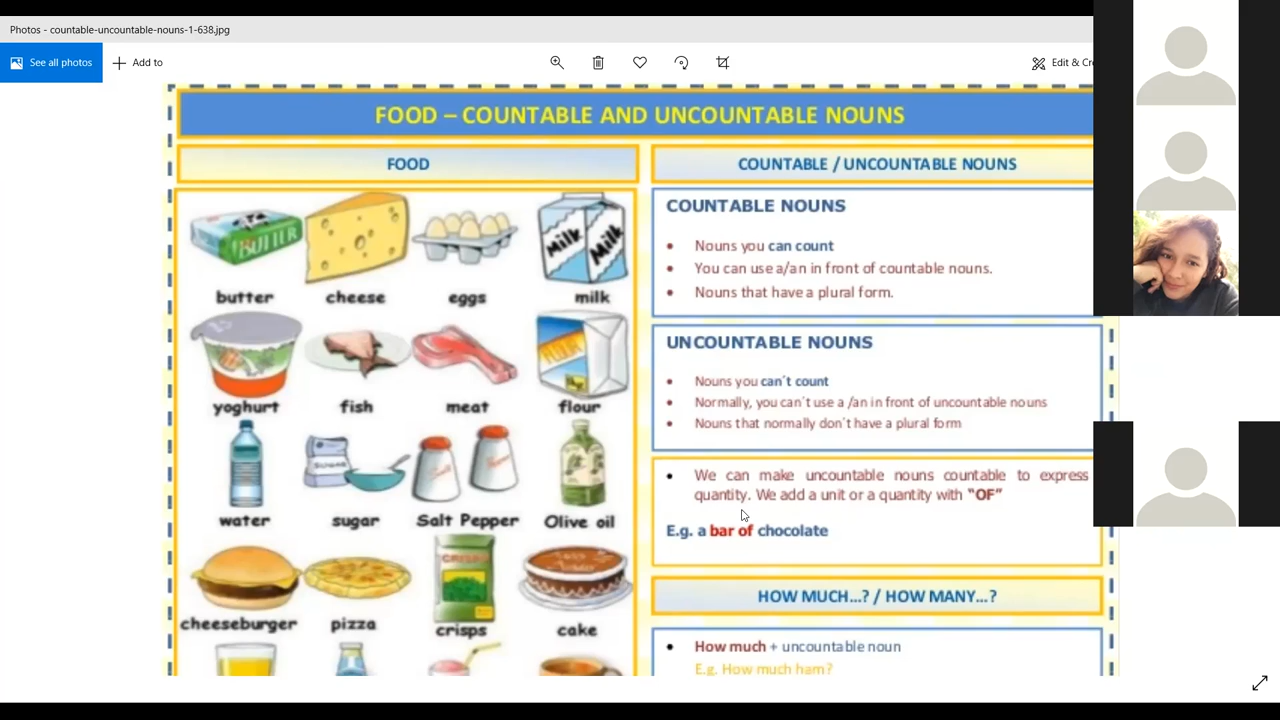 Photos - countable-uncountable-nouns-1-638.jpg
See all photos
Add to
Edit & Cr
FOOD – COUNTABLE AND UNCOUNTABLE NOUNS
FOOD
COUNTABLE / UNCOUNTABLE NOUNS
BUTTER
Milk Milk
butter cheese eggs milk
FLOUR
yoghurt fish meat flour
SUGAR
water sugar Salt Pepper Olive oil
CRISPS
cheeseburger pizza crisps cake
COUNTABLE NOUNS
• Nouns you can count
• You can use a/an in front of countable nouns.
• Nouns that have a plural form.
UNCOUNTABLE NOUNS
• Nouns you can´t count
• Normally, you can´t use a /an in front of uncountable nouns
• Nouns that normally don´t have a plural form
• We can make uncountable nouns countable to express
quantity. We add a unit or a quantity with "OF"
E.g. a bar of chocolate
HOW MUCH…? / HOW MANY…?
• How much + uncountable noun
E.g. How much ham?